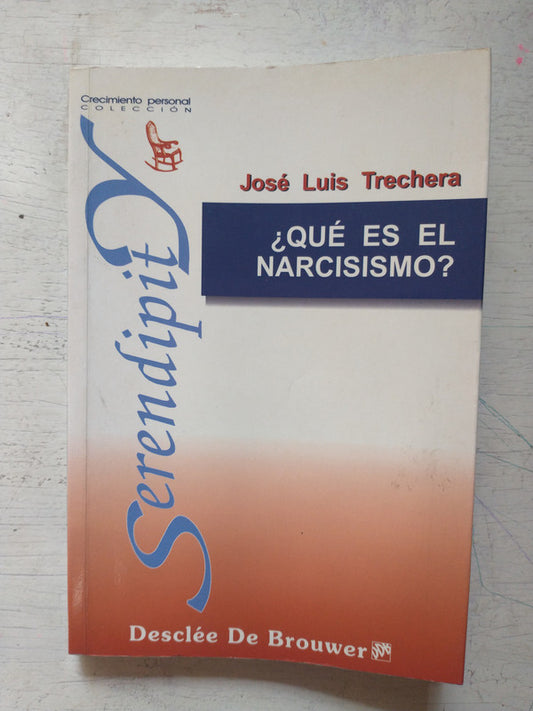 Crecimiento personal
COLECCIÓN
Serendipity
José Luis Trechera
¿QUÉ ES EL
NARCISISMO?
Desclée De Brouwer